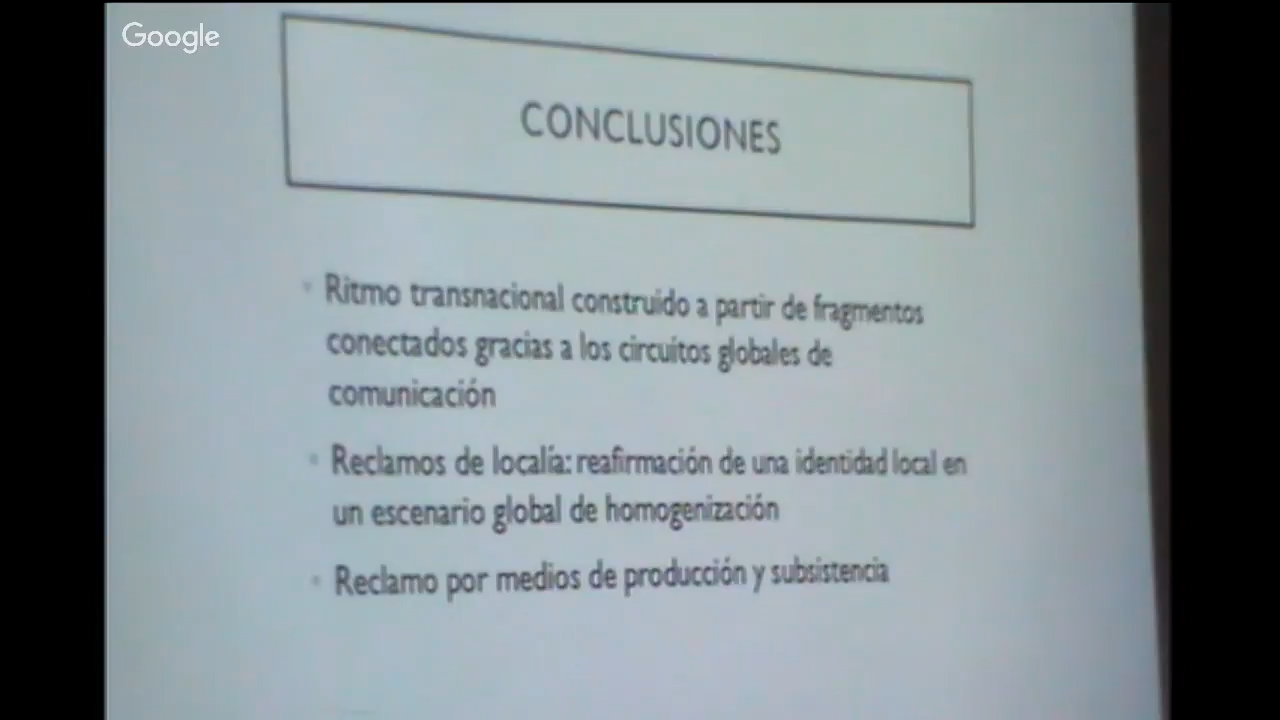 Google
CONCLUSIONES
Ritmo transnacional construido a partir de fragmentos
conectados gracias a los circuitos globales de
comunicación
Reclamos de localía: reafirmación de una identidad local en
un escenario global de homogenización
Reclamo por medios de producción y subsistencia